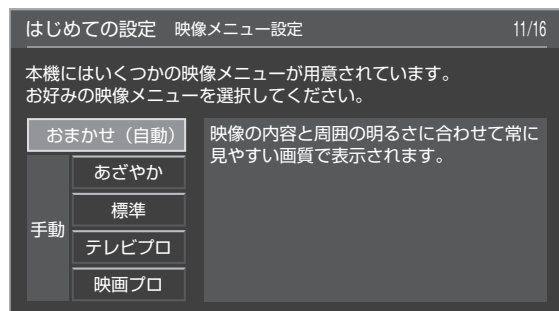 はじめての設定 映像メニュー設定 11/16
本機にはいくつかの映像メニューが用意されています。
お好みの映像メニューを選択してください。
おまかせ（自動）
映像の内容と周囲の明るさに合わせて常に
見やすい画質で表示されます。
手動
あざやか
標準
テレビプロ
映画プロ